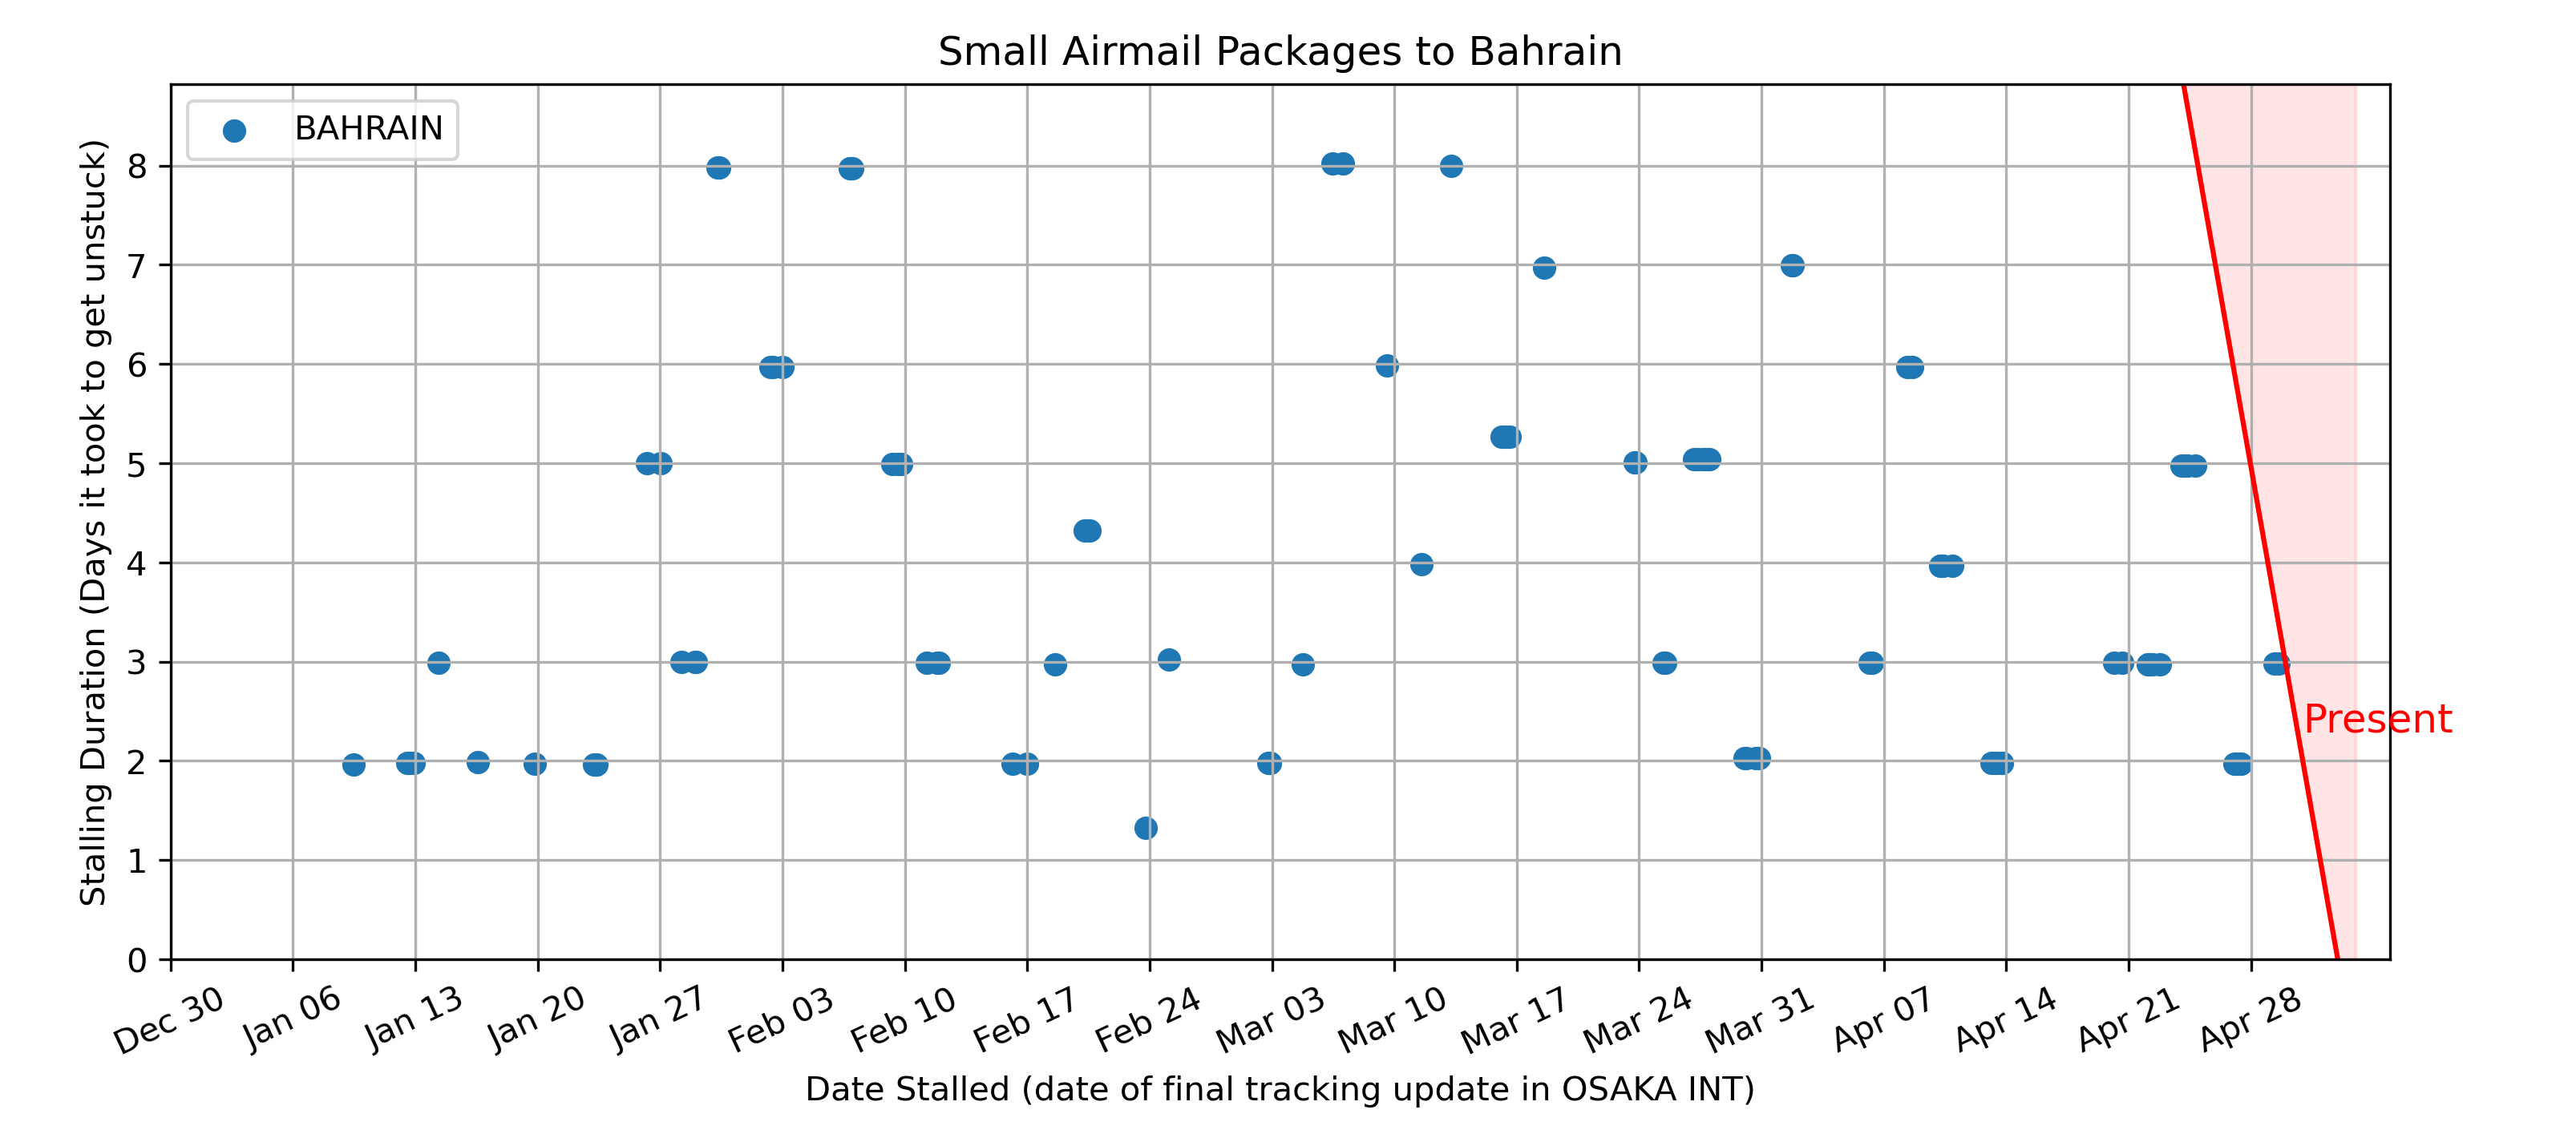 Small Airmail Packages to Bahrain
BAHRAIN
Stalling Duration (Days it took to get unstuck)
8
7
6
5
4
3
2
1
0
Present
Dec 30
Jan 06
Jan 13
Jan 20
Jan 27
Feb 03
Feb 10
Feb 17
Feb 24
Mar 03
Mar 10
Mar 17
Mar 24
Mar 31
Apr 07
Apr 14
Apr 21
Apr 28
Date Stalled (date of final tracking update in OSAKA INT)